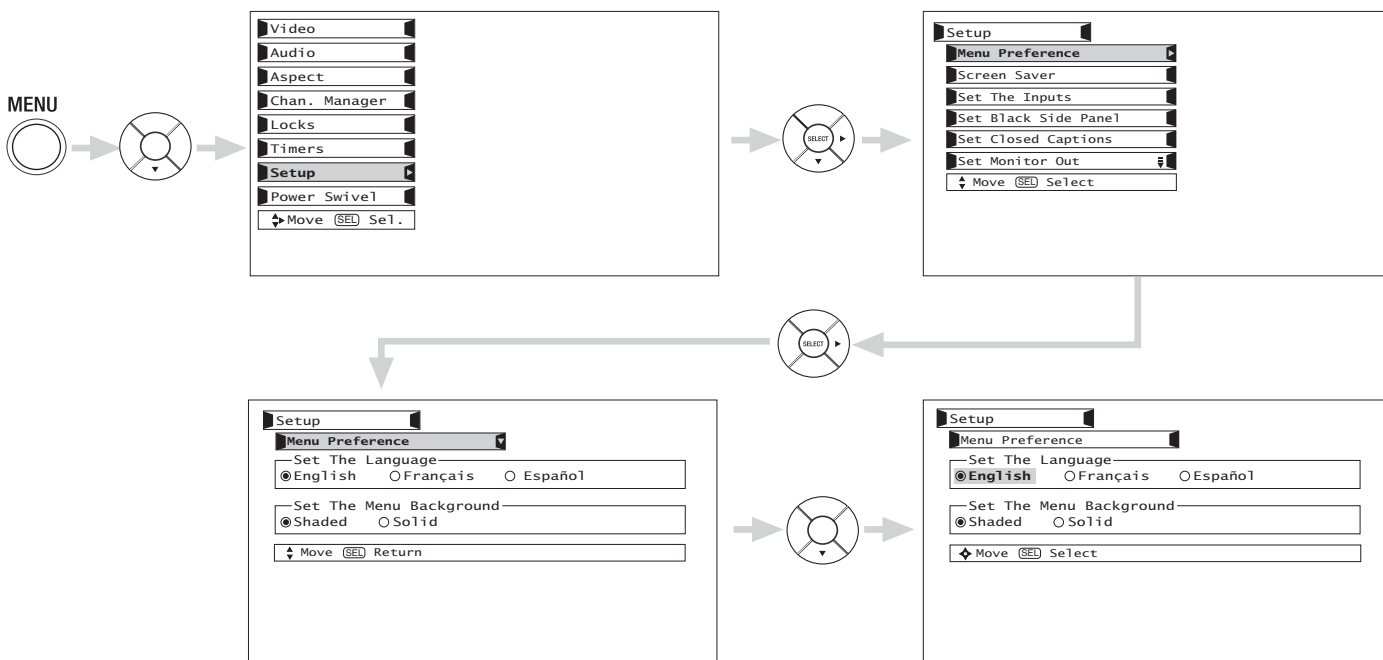 MENU
Video
Audio
Aspect
Chan. Manager
Locks
Timers
Setup
Power Swivel
Move SEL Sel.
SELECT
Setup
Menu Preference
Screen Saver
Set The Inputs
Set Black Side Panel
Set Closed Captions
Set Monitor Out
Move SEL Select
SELECT
Setup
Menu Preference
Set The Language
English Français Español
Set The Menu Background
Shaded Solid
Move SEL Return
Setup
Menu Preference
Set The Language
English Français Español
Set The Menu Background
Shaded Solid
Move SEL Select